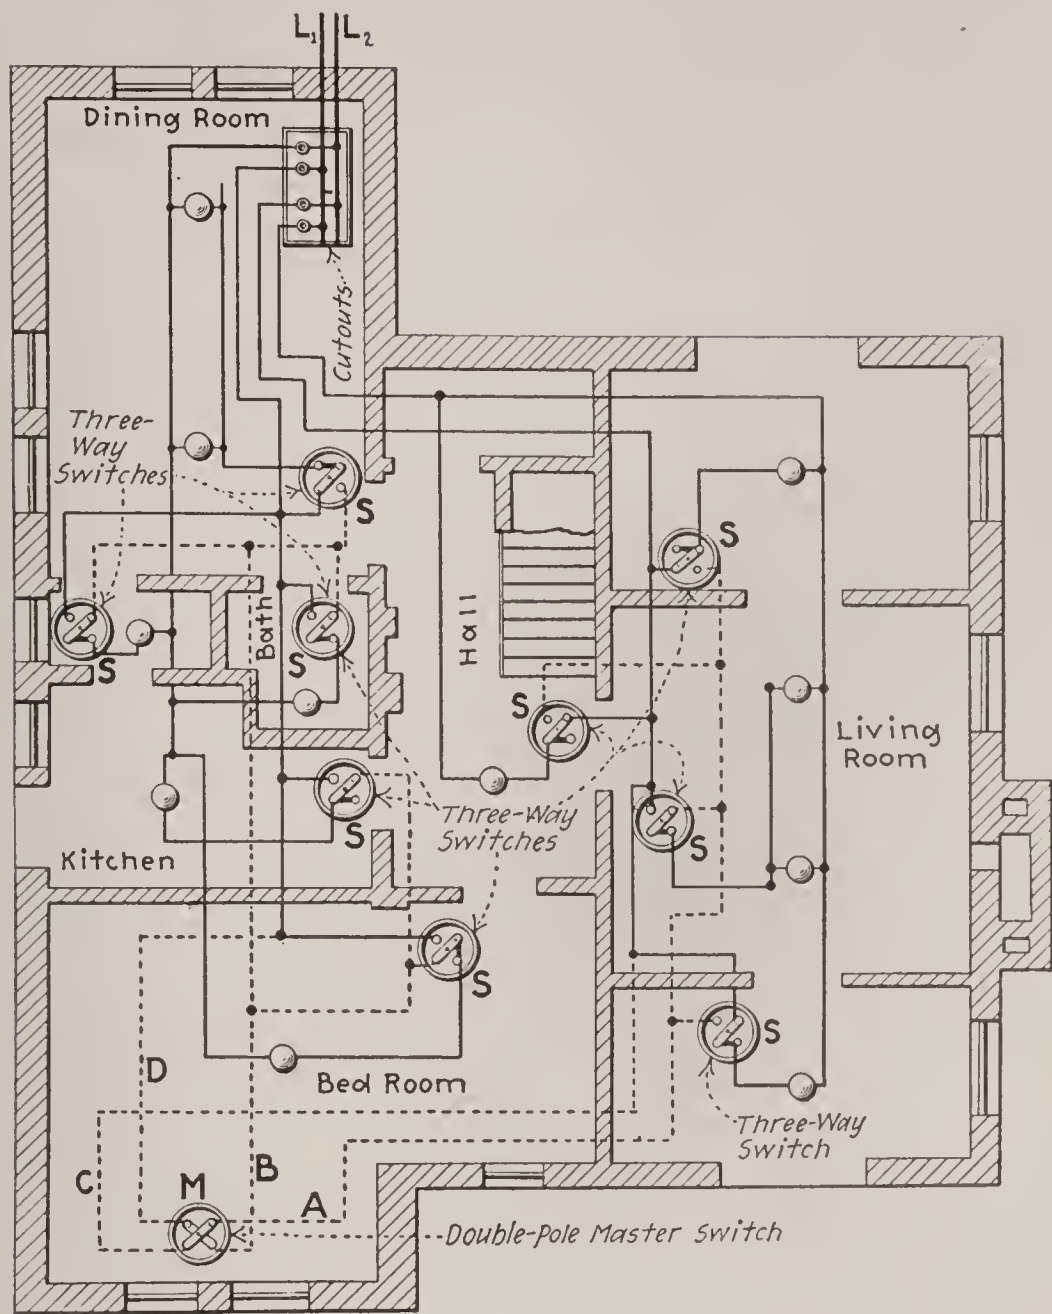 L₁ L₂
Dining Room
Cutouts
Three-
Way
Switches
S
S
S
S
S
Bath
Hall
S
S
Living
Room
Three-Way
Switches
S
Kitchen
S
S
D
Bed Room
Three-Way
Switch
C
M
B
A
Double-Pole Master Switch